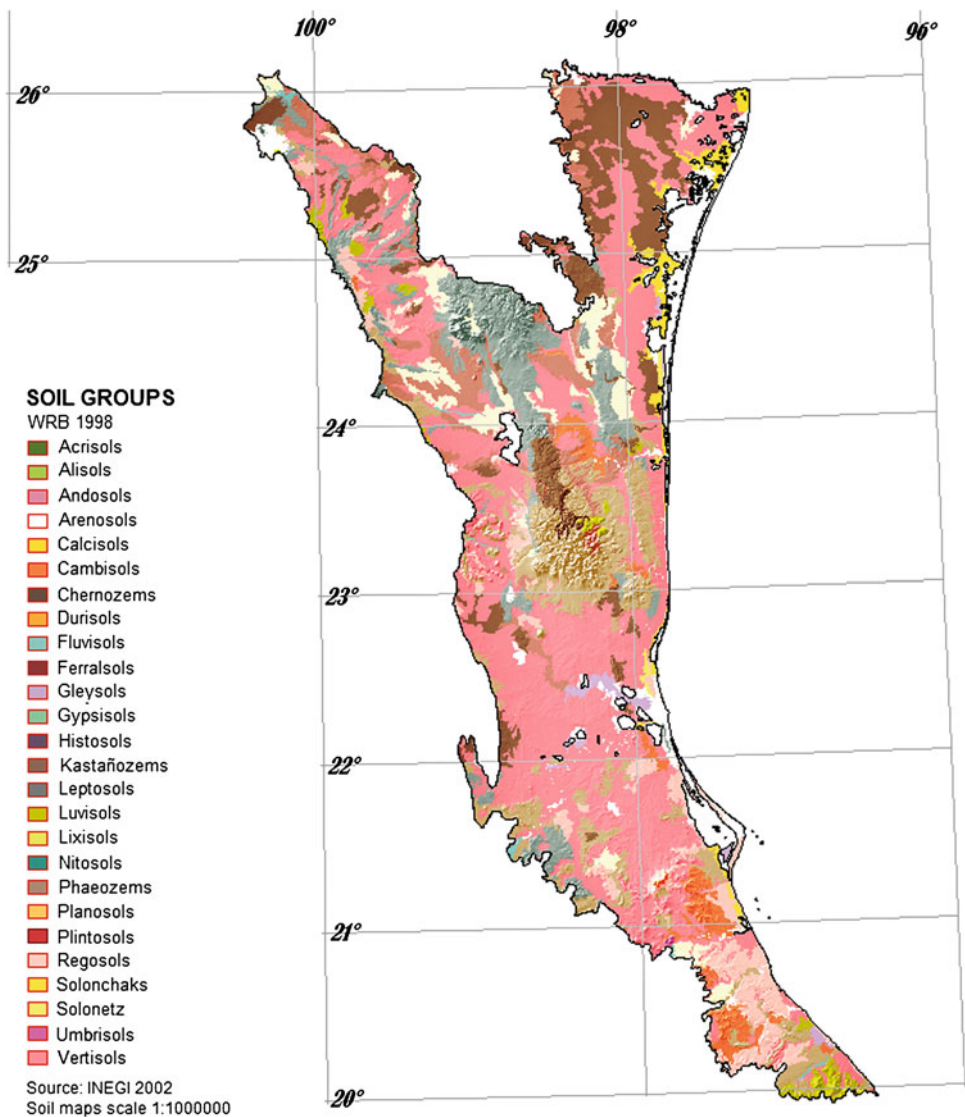 100° 98° 96°
26°
25°
24°
23°
22°
21°
20°
SOIL GROUPS
WRB 1998
Acrisols
Alisols
Andosols
Arenosols
Calcisols
Cambisols
Chernozems
Durisols
Fluvisols
Ferralsols
Gleysols
Gypsisols
Histosols
Kastañozems
Leptosols
Luvisols
Lixisols
Nitosols
Phaeozems
Planosols
Plintosols
Regosols
Solonchaks
Solonetz
Umbrisols
Vertisols
Source: INEGI 2002
Soil maps scale 1:1000000